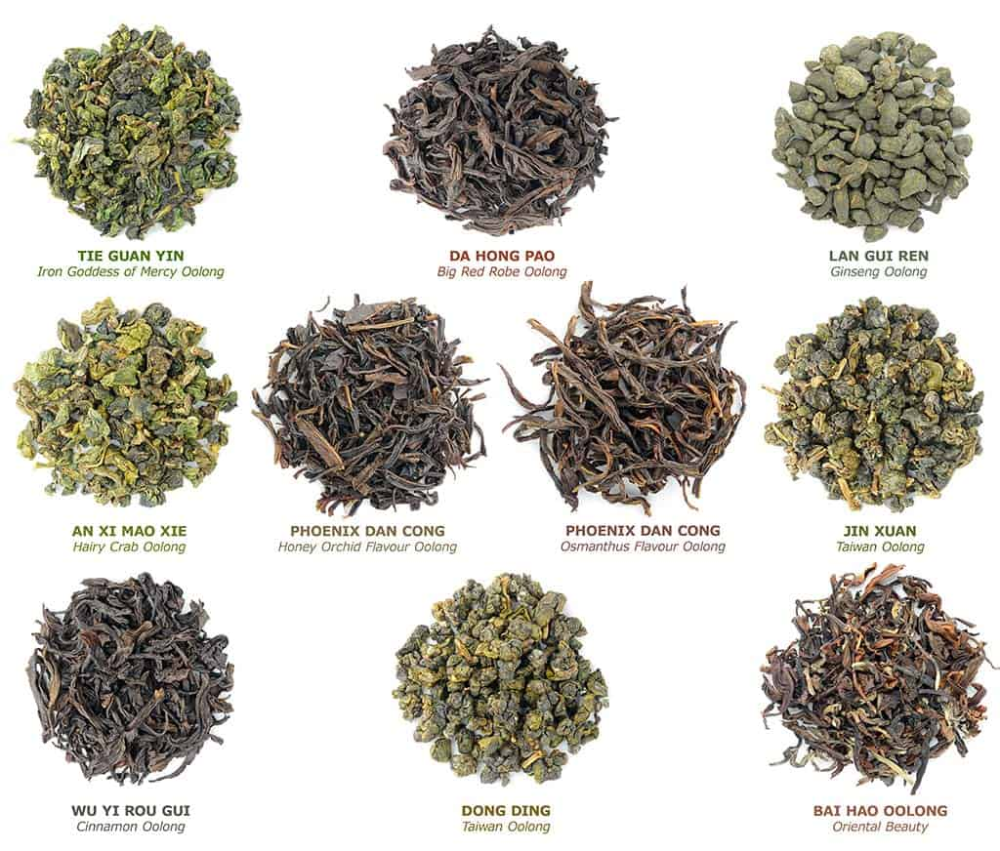 TIE GUAN YIN
Iron Goddess of Mercy Oolong
DA HONG PAO
Big Red Robe Oolong
LAN GUI REN
Ginseng Oolong
AN XI MAO XIE
Hairy Crab Oolong
PHOENIX DAN CONG
Honey Orchid Flavour Oolong
PHOENIX DAN CONG
Osmanthus Flavour Oolong
JIN XUAN
Taiwan Oolong
WU YI ROU GUI
Cinnamon Oolong
DONG DING
Taiwan Oolong
BAI HAO OOLONG
Oriental Beauty